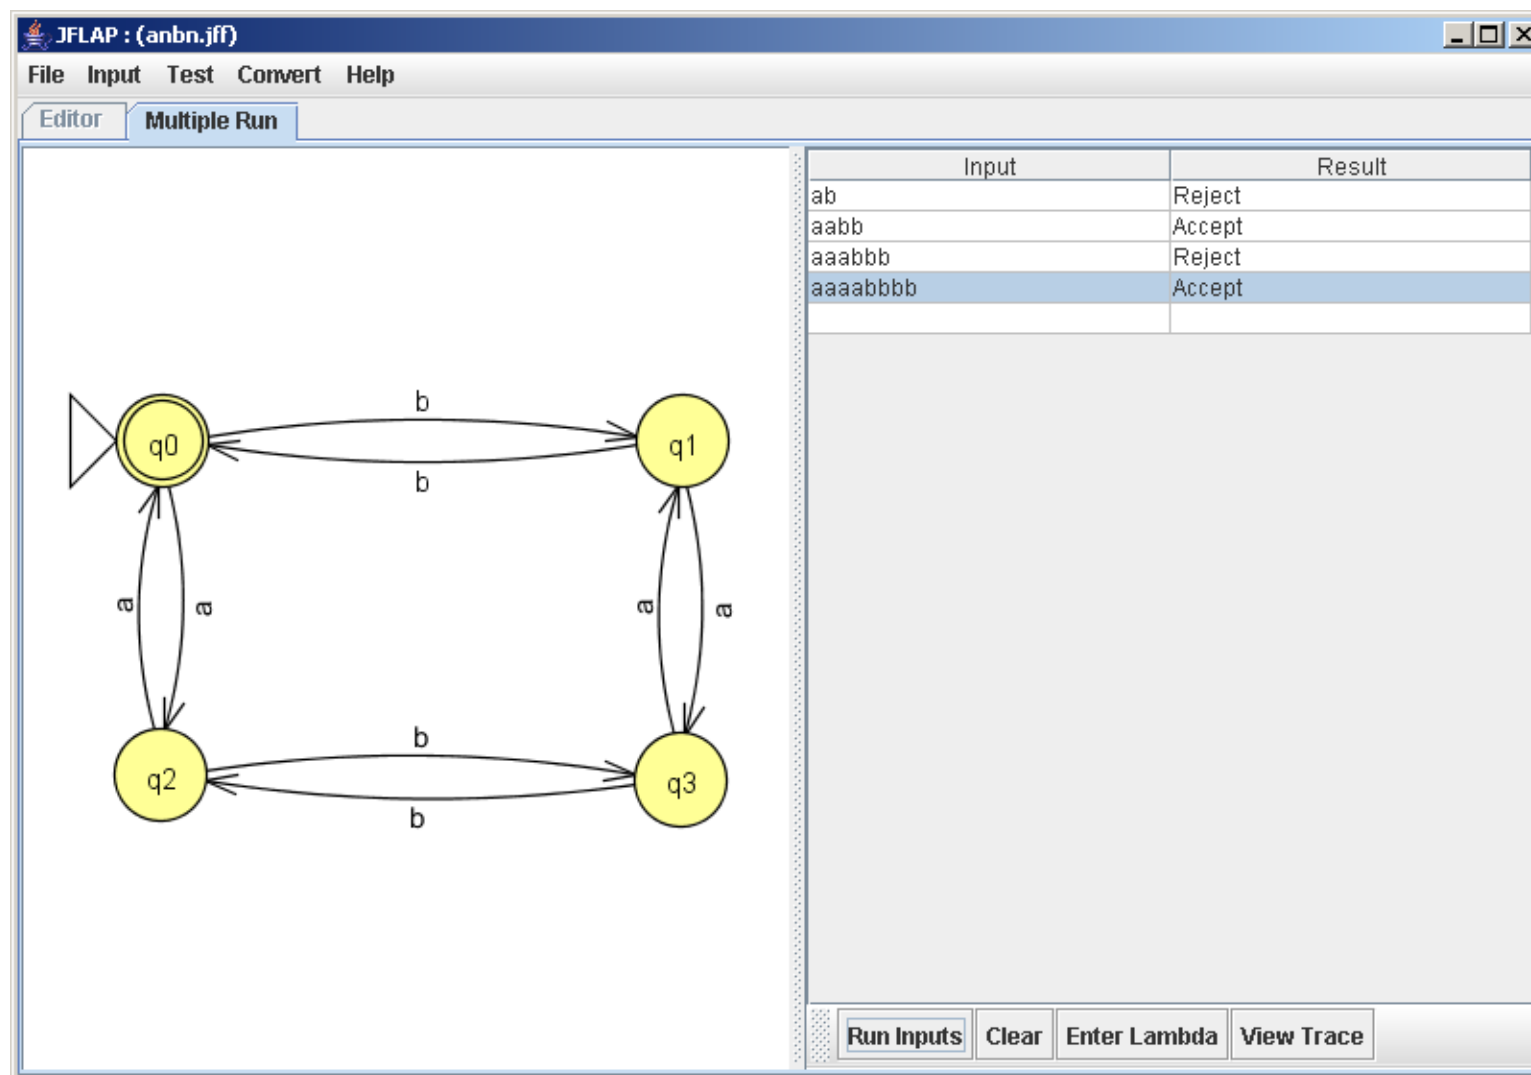 JFLAP : (anbn.jff)
File Input Test Convert Help
Editor Multiple Run
Input Result
ab Reject
aabb Accept
aaabbb Reject
aaaabbbb Accept
b
q0 q1
b
a a a a
b
q2 q3
b
Run Inputs Clear Enter Lambda View Trace